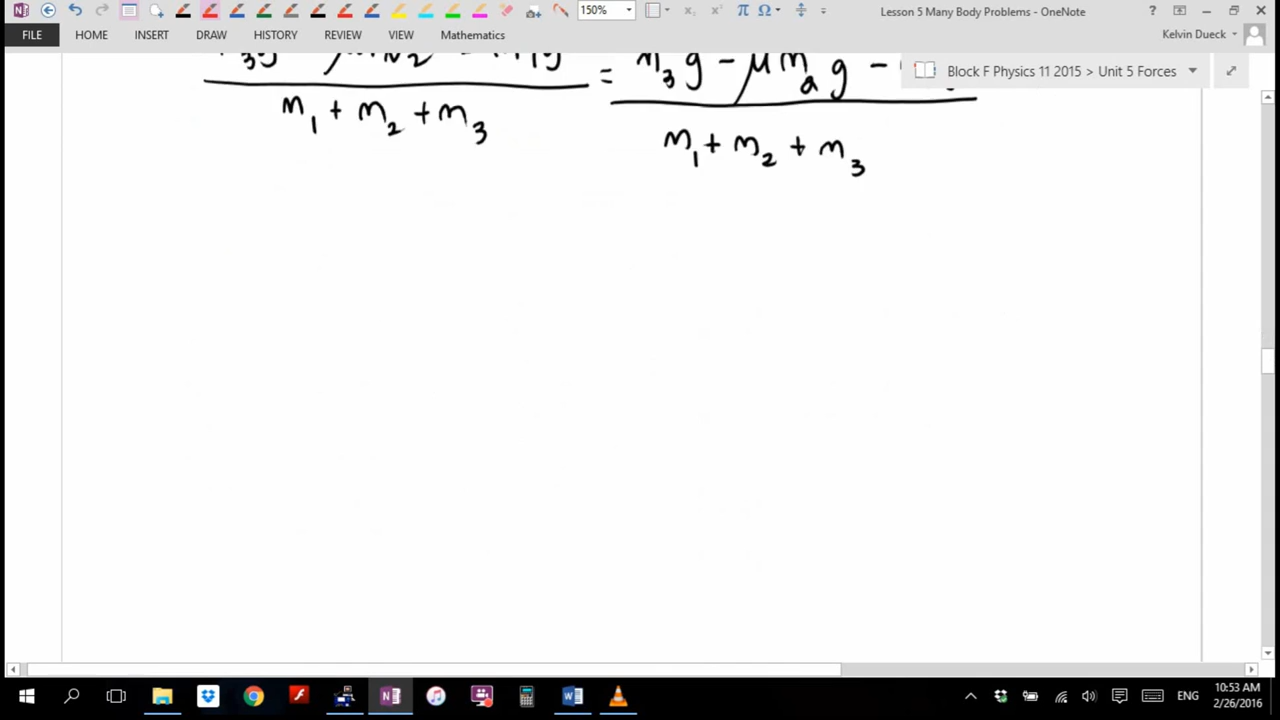 150%
Lesson 5 Many Body Problems - OneNote
FILE HOME INSERT DRAW HISTORY REVIEW VIEW Mathematics
Kelvin Dueck
Block F Physics 11 2015 > Unit 5 Forces
= m₃g - μm₂g -
m₁ + m₂ + m₃
m₁ + m₂ + m₃
ENG
10:53 AM
2/26/2016